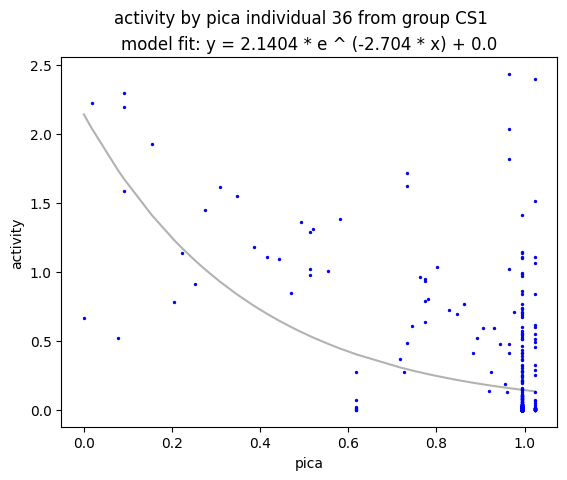 activity by pica individual 36 from group CS1
model fit: y = 2.1404 * e ^ (-2.704 * x) + 0.0
2.5
2.0
1.5
1.0
0.5
0.0
activity
0.0 0.2 0.4 0.6 0.8 1.0
pica